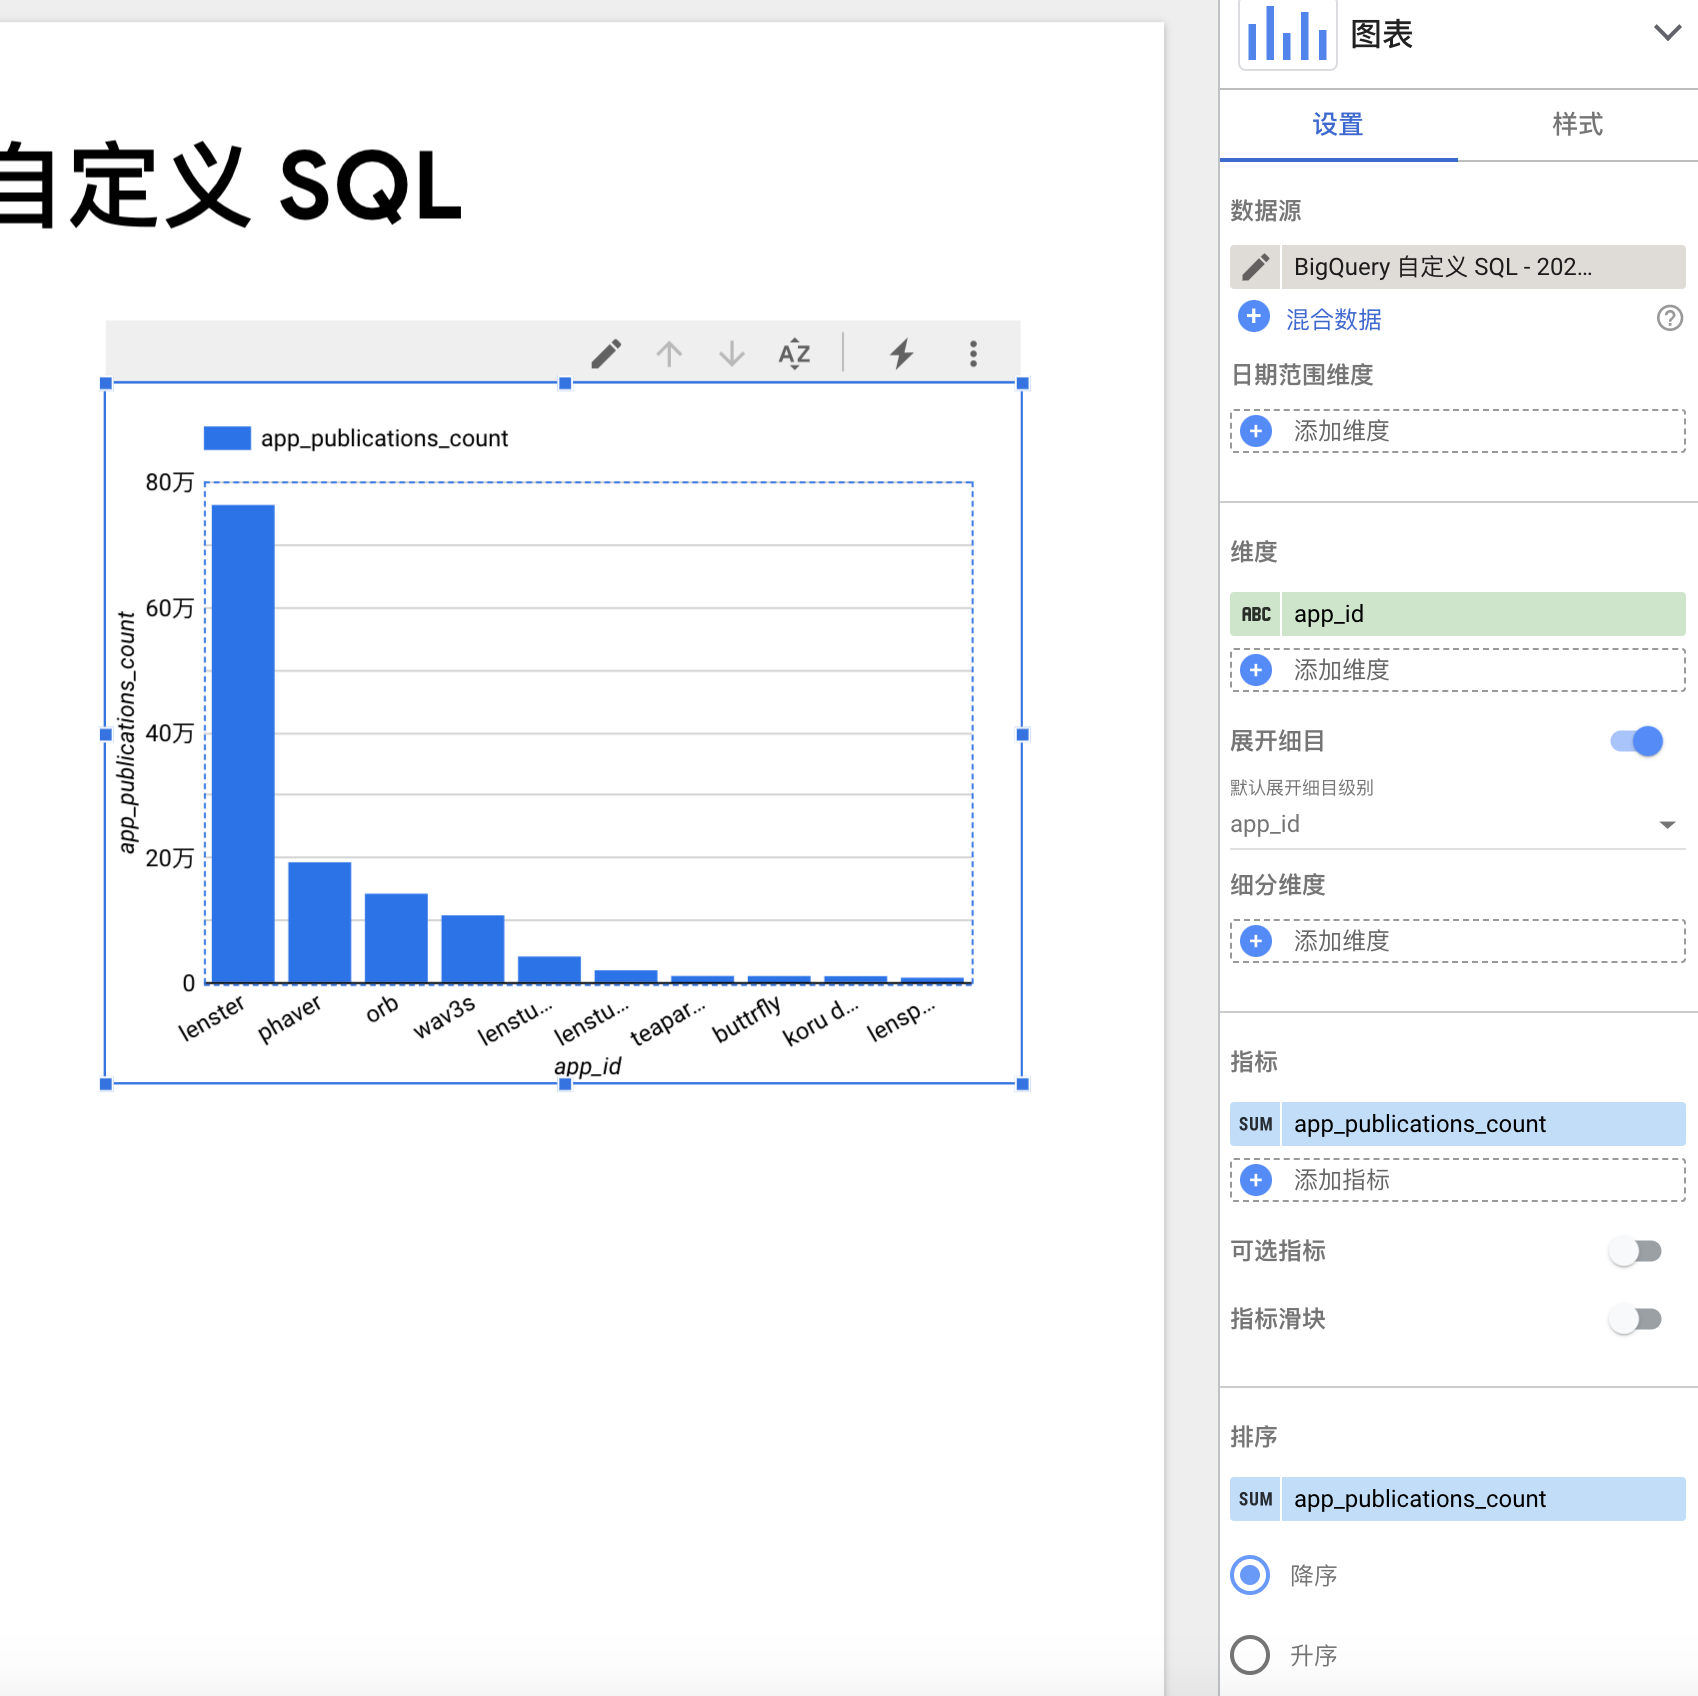 自定义 SQL
app_publications_count
80万
60万
40万
20万
0
app_publications_count
lenster
phaver
orb
wav3s
lenstu...
lenstu...
teapar...
buttrfly
koru d...
lensp...
app_id
图表
设置
样式
数据源
BigQuery 自定义 SQL - 202...
混合数据
日期范围维度
添加维度
维度
ABC app_id
添加维度
展开细目
默认展开细目级别
app_id
细分维度
添加维度
指标
SUM app_publications_count
添加指标
可选指标
指标滑块
排序
SUM app_publications_count
降序
升序